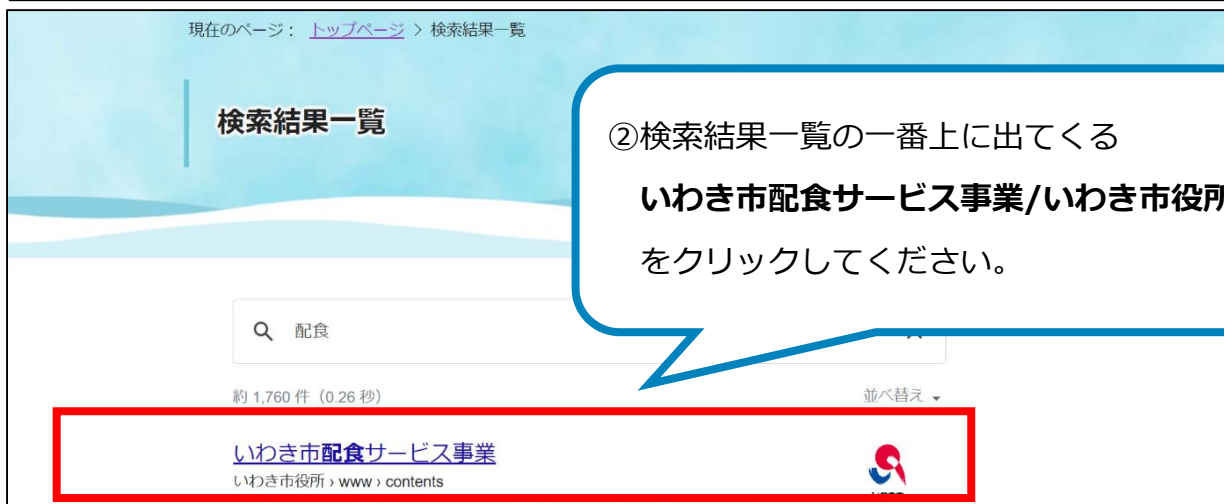 現在のページ： トップページ > 検索結果一覧
検索結果一覧
②検索結果一覧の一番上に出てくる
いわき市配食サービス事業/いわき市役所
をクリックしてください。
配食
約 1,760 件（0.26 秒）
並べ替え
いわき市配食サービス事業
いわき市役所 › www › contents